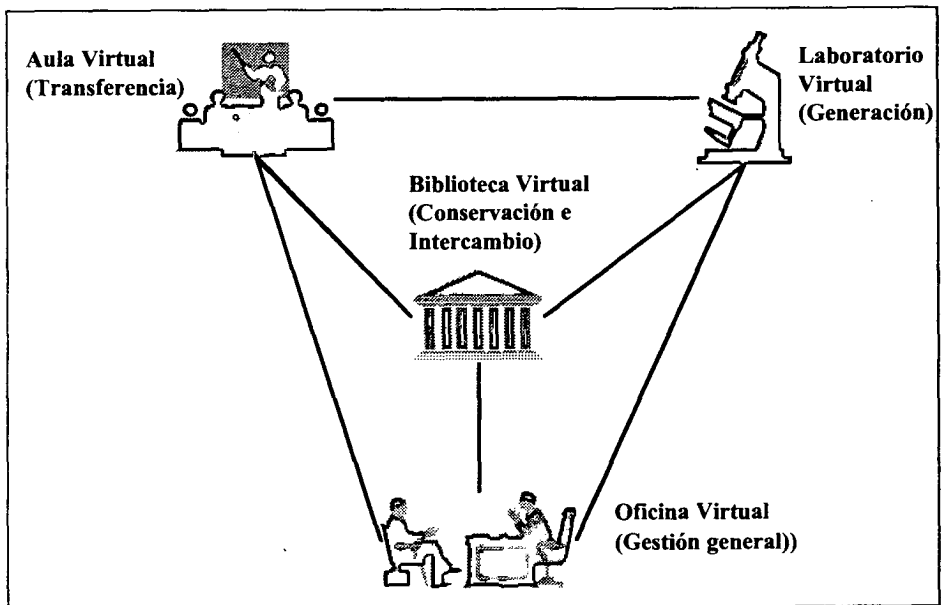 Aula Virtual
(Transferencia)
Laboratorio
Virtual
(Generación)
Biblioteca Virtual
(Conservación e
Intercambio)
Oficina Virtual
(Gestión general))